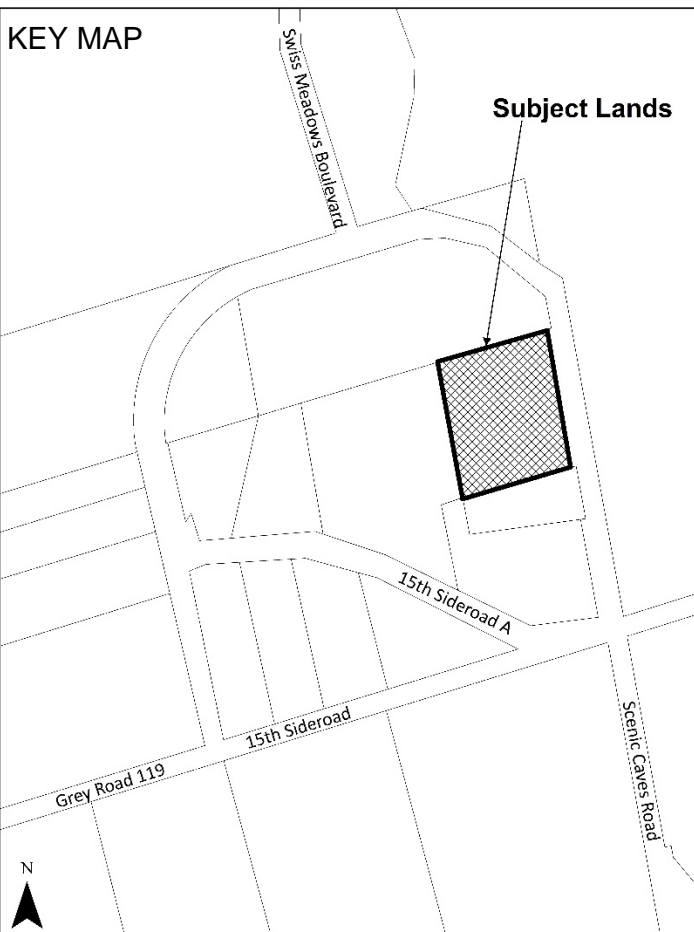 KEY MAP
Swiss Meadows Boulevard
Subject Lands
15th Sideroad A
15th Sideroad
Grey Road 119
Scenic Caves Road
N